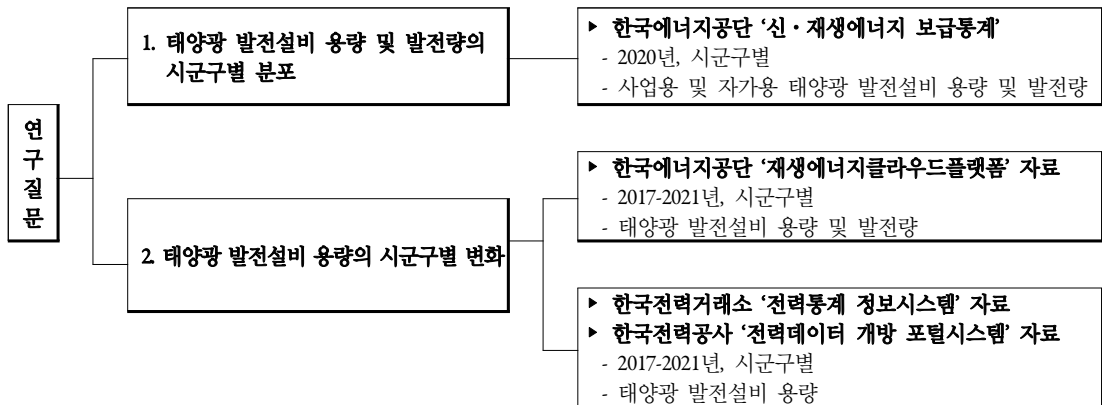 연
구
질
문
1. 태양광 발전설비 용량 및 발전량의
시군구별 분포
▶ 한국에너지공단 ‘신・재생에너지 보급통계’
- 2020년, 시군구별
- 사업용 및 자가용 태양광 발전설비 용량 및 발전량
2. 태양광 발전설비 용량의 시군구별 변화
▶ 한국에너지공단 ‘재생에너지클라우드플랫폼’ 자료
- 2017-2021년, 시군구별
- 태양광 발전설비 용량 및 발전량
▶ 한국전력거래소 ‘전력통계 정보시스템’ 자료
▶ 한국전력공사 ‘전력데이터 개방 포털시스템’ 자료
- 2017-2021년, 시군구별
- 태양광 발전설비 용량